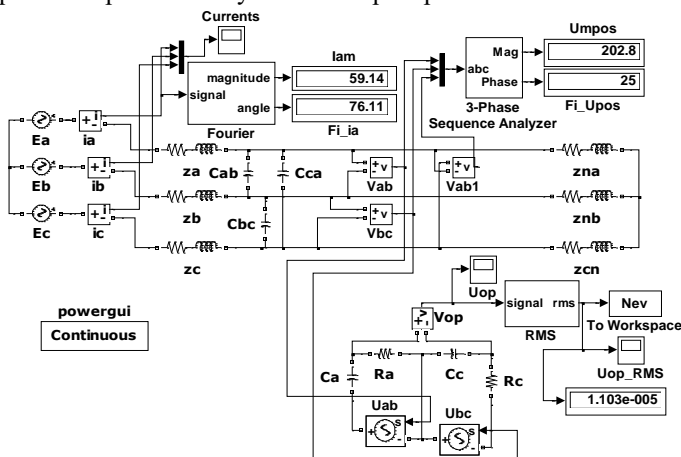 Currents
Iam
Umpos
magnitude
signal
angle
59.14
76.11
Mag
abc
Phase
202.8
25
Fi_Upos
3-Phase
Sequence Analyzer
Fourier
Fi_ia
Ea
+
i
-
ia
za
Cab
Cca
+
v
-
Vab
+
v
-
Vab1
zna
Eb
+
i
-
ib
zb
Cbc
+
v
-
Vbc
znb
Ec
+
i
-
ic
zc
zcn
Uop
powergui
Continuous
+
v
-
Vop
signal rms
RMS
Nev
To Workspace
Uop_RMS
1.103e-005
Ca
Ra
Cc
Rc
Uab
Ubc
+
s
-
+
s
-